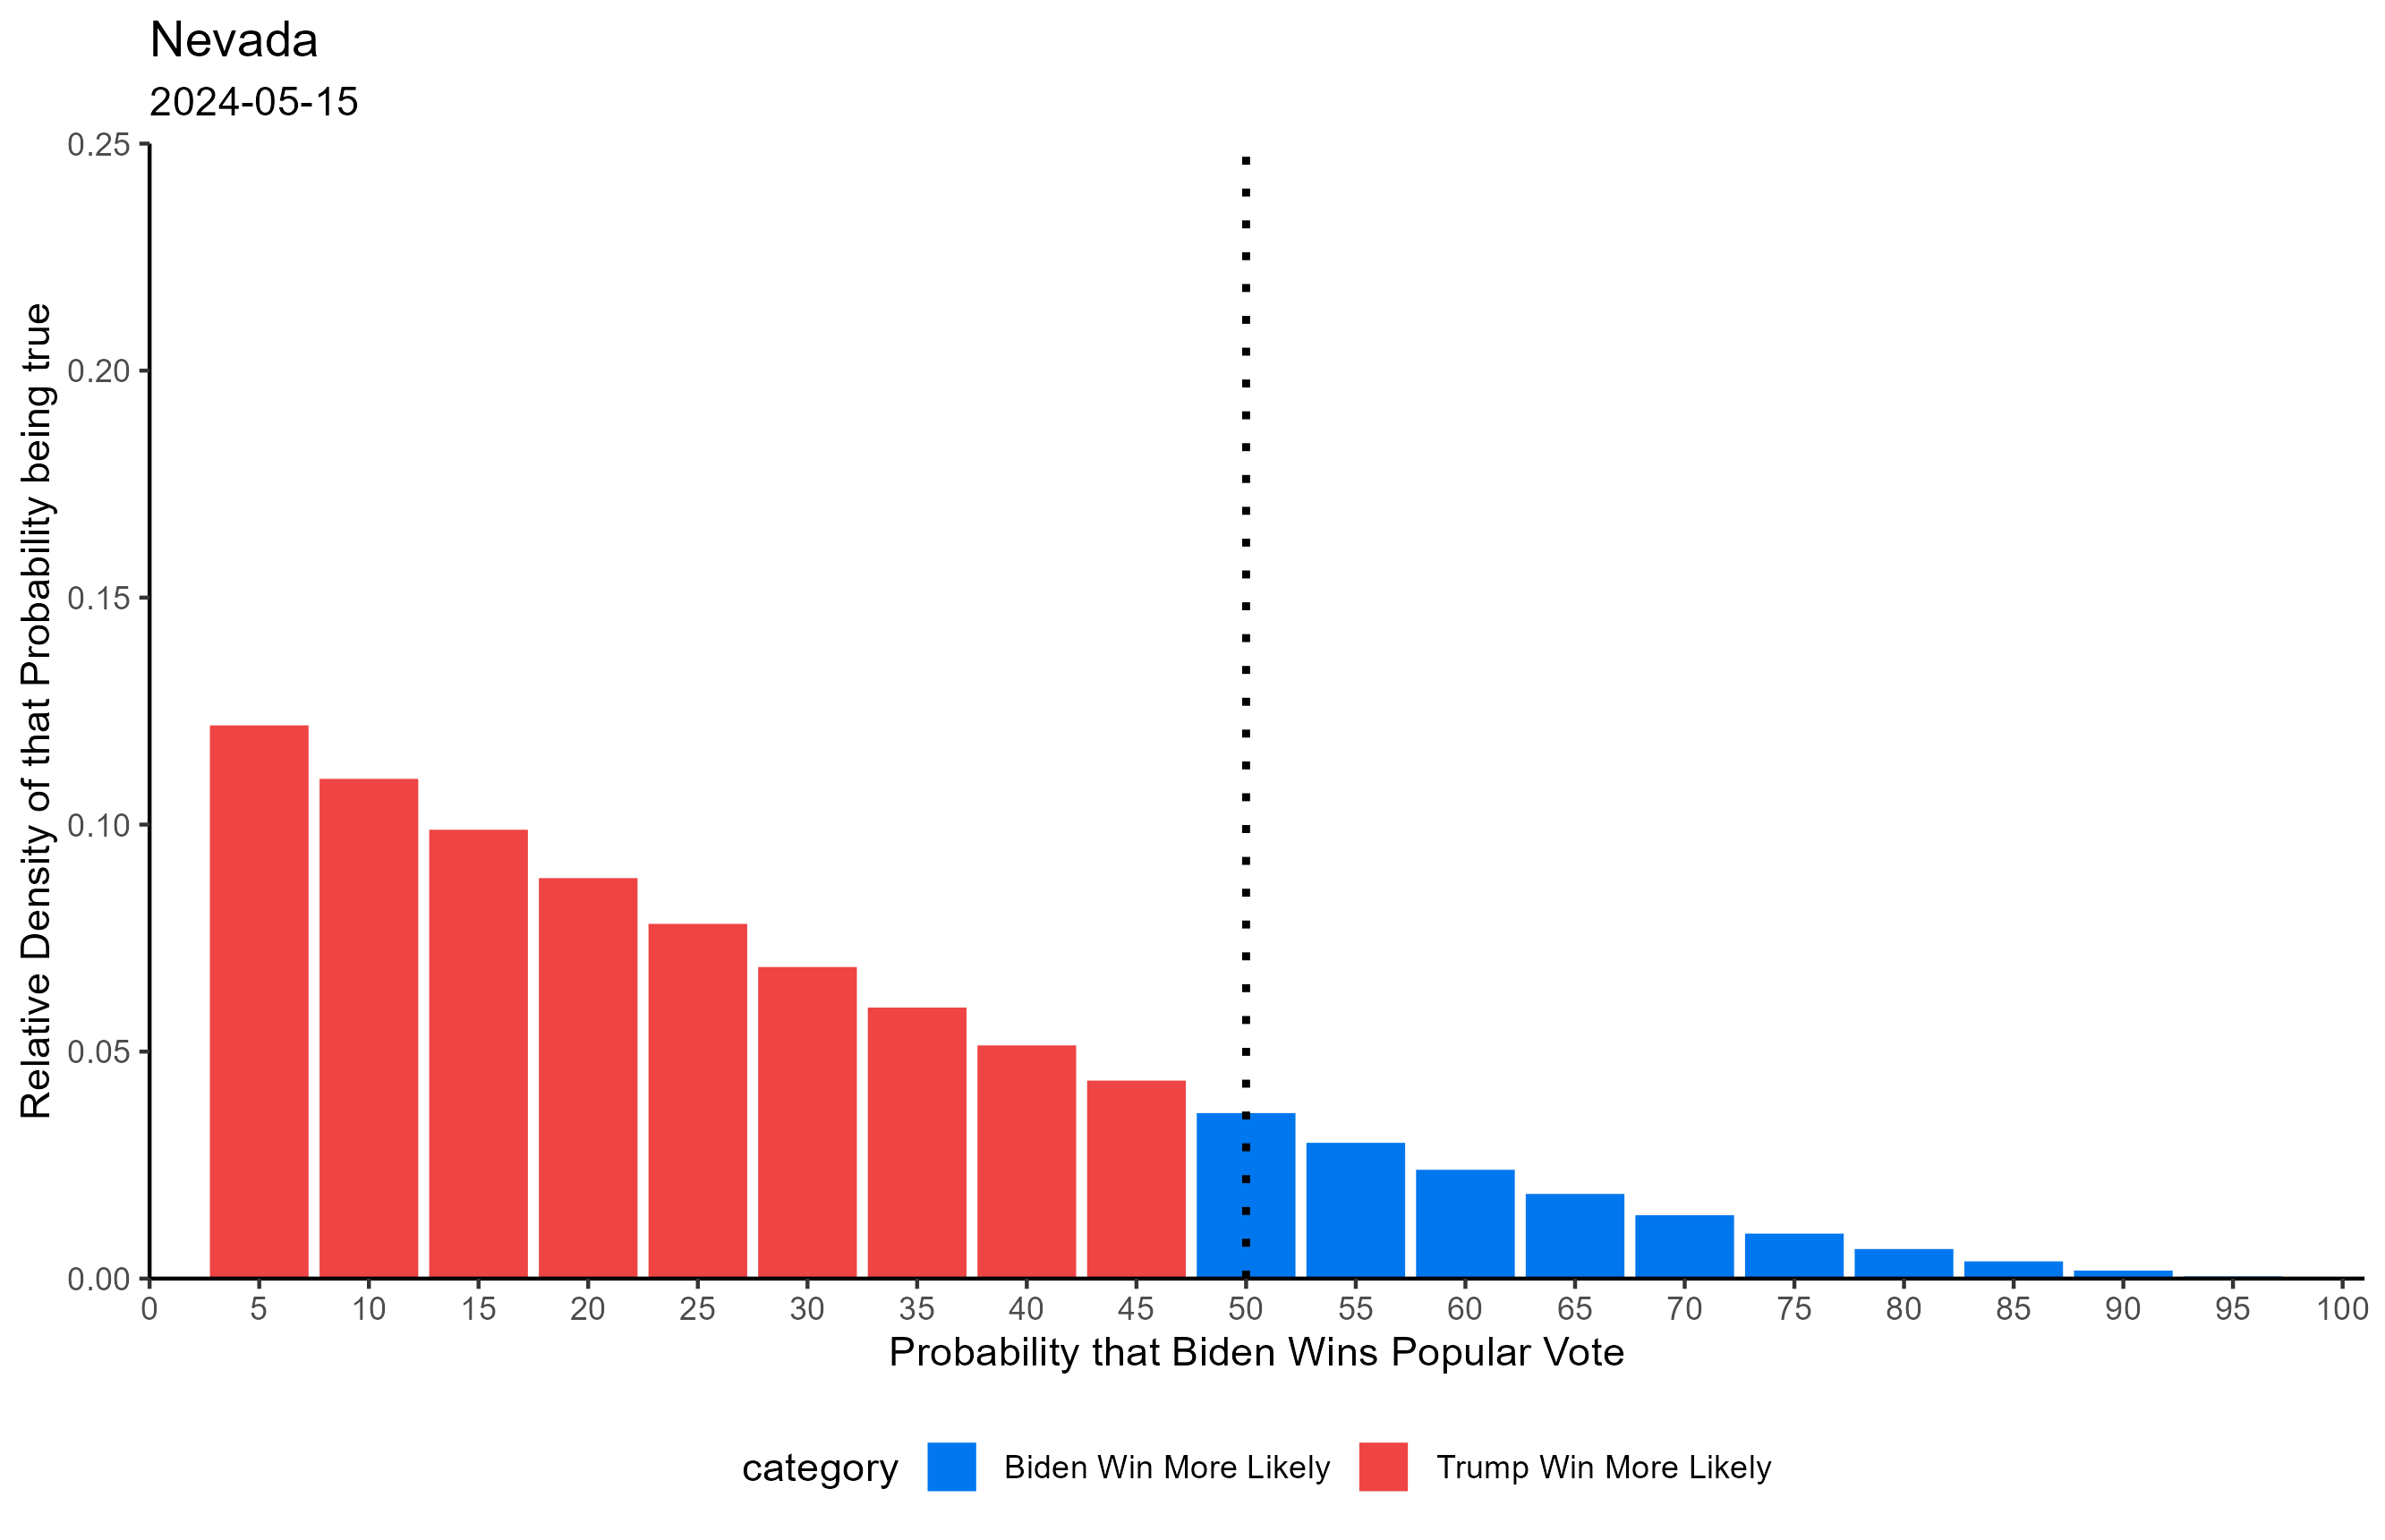 Nevada
2024-05-15
Relative Density of that Probability being true
0.25
0.20
0.15
0.10
0.05
0.00
0 5 10 15 20 25 30 35 40 45 50 55 60 65 70 75 80 85 90 95 100
Probability that Biden Wins Popular Vote
category Biden Win More Likely Trump Win More Likely